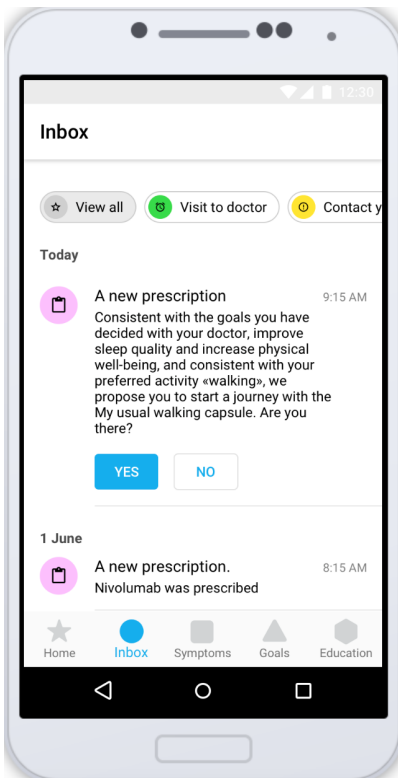 12:30
Inbox
View all
Visit to doctor
Contact y
Today
A new prescription
9:15 AM
Consistent with the goals you have
decided with your doctor, improve
sleep quality and increase physical
well-being, and consistent with your
preferred activity «walking», we
propose you to start a journey with the
My usual walking capsule. Are you
there?
YES
NO
1 June
A new prescription.
8:15 AM
Nivolumab was prescribed
Home
Inbox
Symptoms
Goals
Education